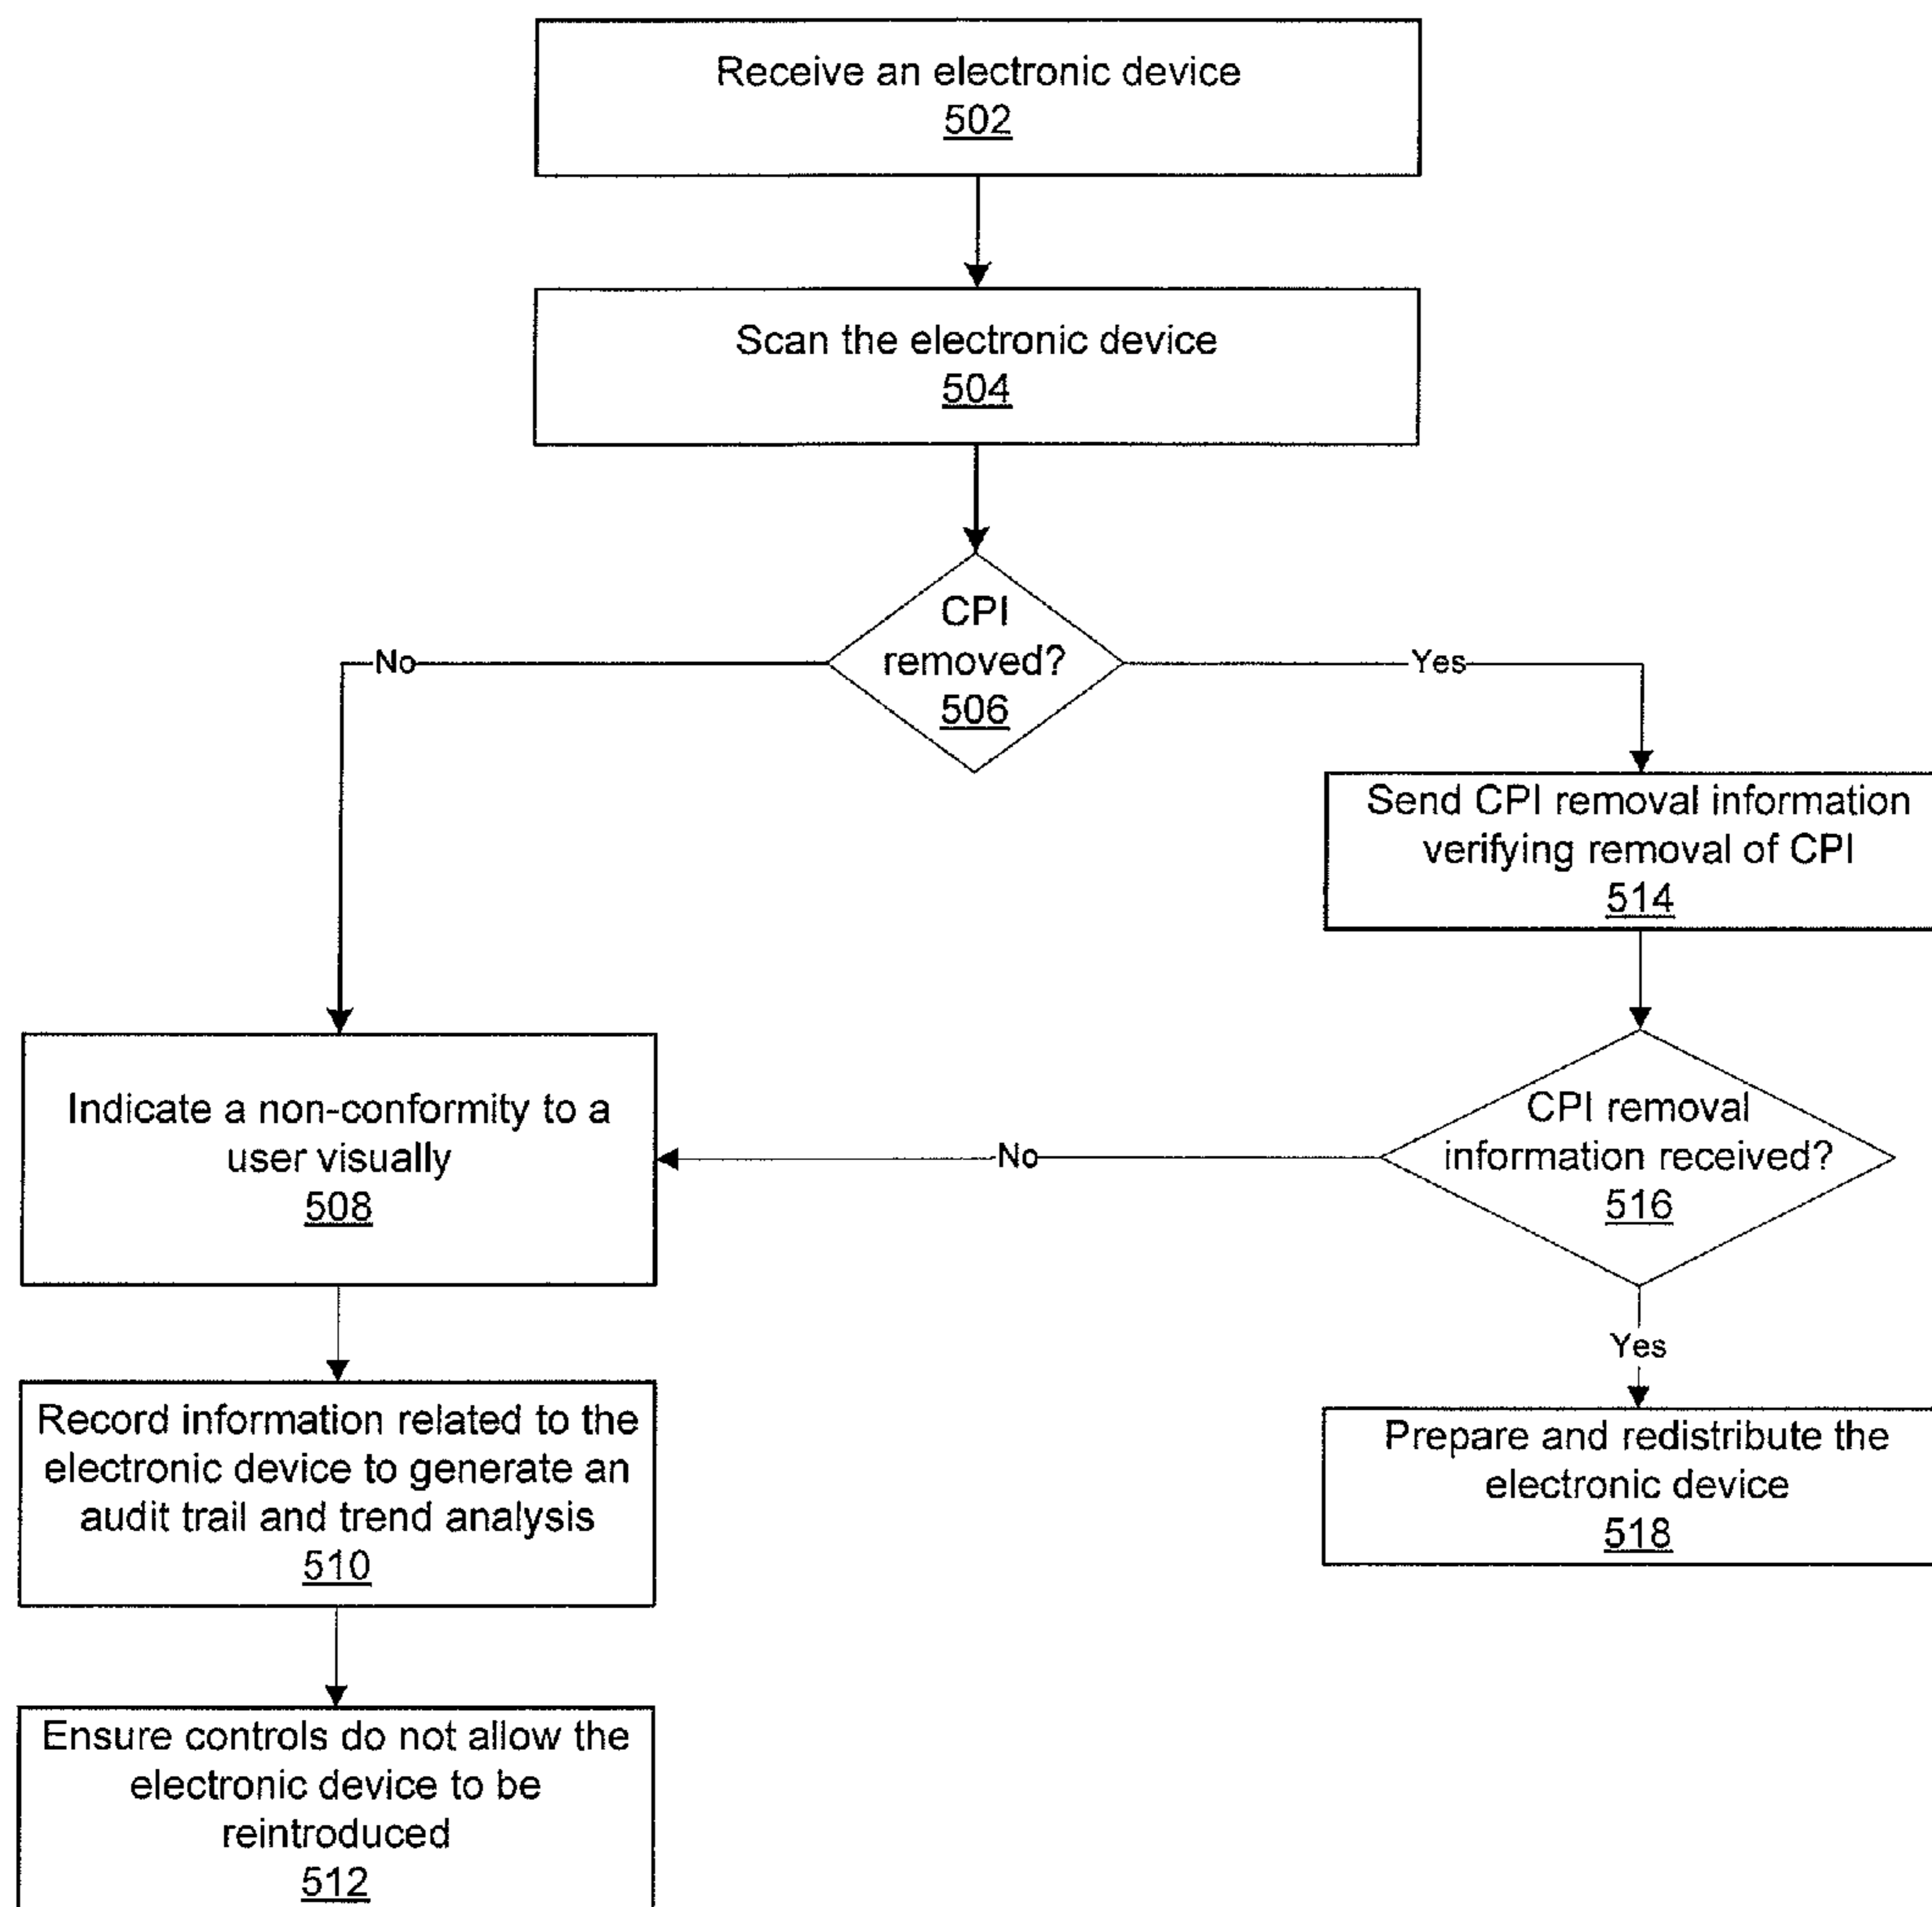 Receive an electronic device
502
Scan the electronic device
504
CPI
removed?
506
No
Yes
Send CPI removal information
verifying removal of CPI
514
Indicate a non-conformity to a
user visually
508
No
CPI removal
information received?
516
Yes
Record information related to the
electronic device to generate an
audit trail and trend analysis
510
Prepare and redistribute the
electronic device
518
Ensure controls do not allow the
electronic device to be
reintroduced
512